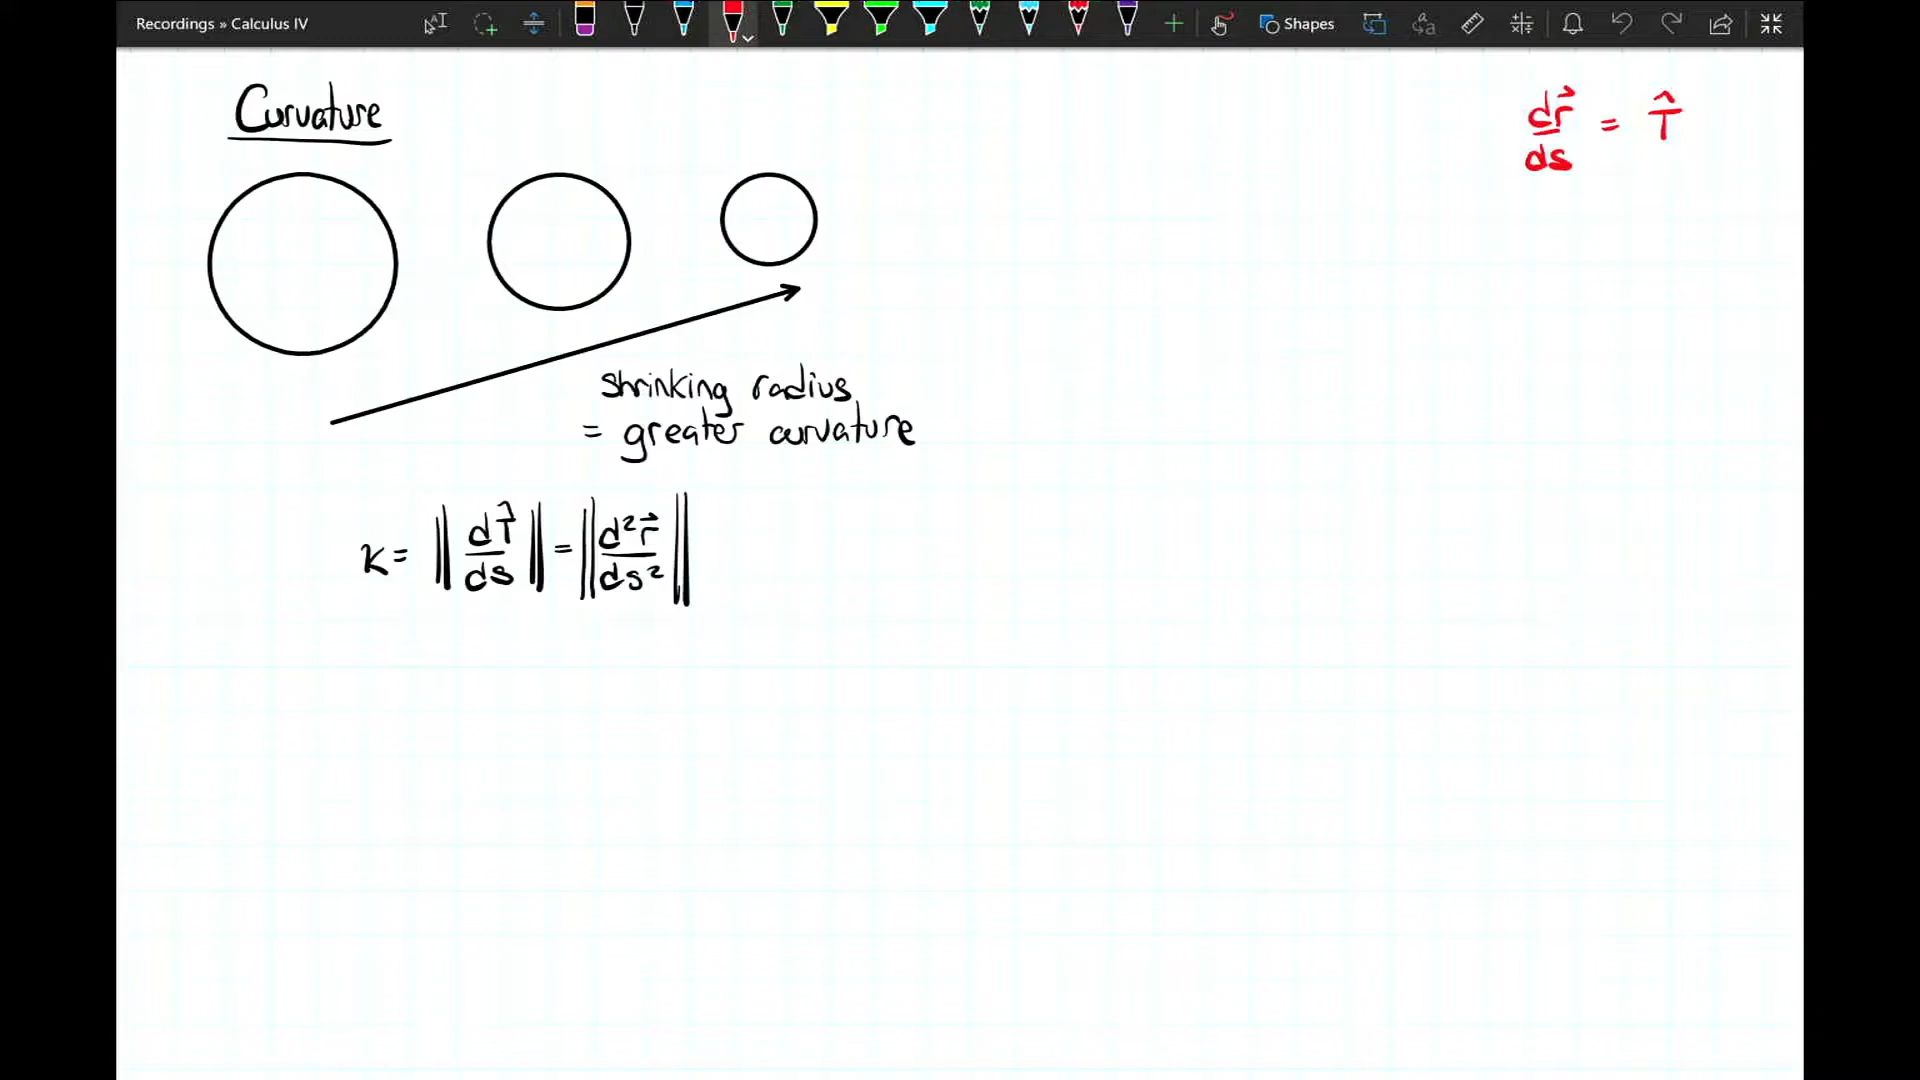 Recordings » Calculus IV
Shapes
Curvature
dr⃗/ds = T̂
shrinking radius
= greater curvature
κ = ‖dT̂/ds‖ = ‖d²r⃗/ds²‖